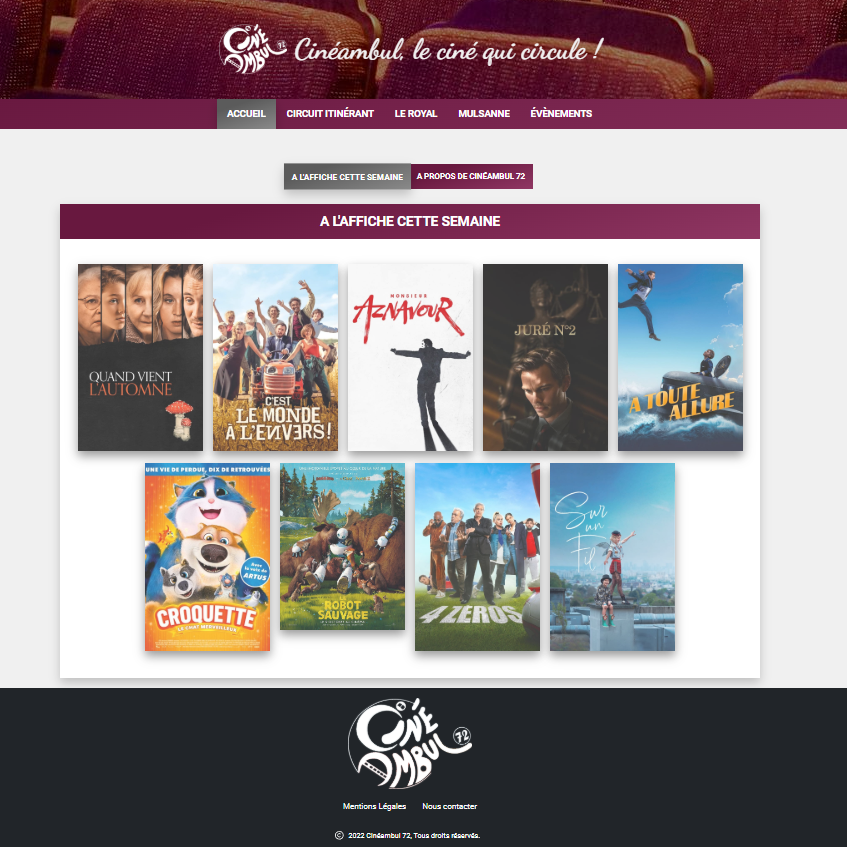 CINÉ
AMBUL 72
Cinéambul, le ciné qui circule !
ACCUEIL CIRCUIT ITINÉRANT LE ROYAL MULSANNE ÉVÈNEMENTS
A L'AFFICHE CETTE SEMAINE A PROPOS DE CINÉAMBUL 72
A L'AFFICHE CETTE SEMAINE
QUAND VIENT
L'AUTOMNE
C'EST
LE MONDE
À L'ENVERS !
MONSIEUR
AZNAVOUR
JURÉ N°2
A TOUTE
ALLURE
UNE VIE DE PERDUE, DIX DE RETROUVÉES
Avec
la voix de
ARTUS
CROQUETTE
LE CHAT MERVEILLEUX
LE
ROBOT
SAUVAGE
4 ZEROS
Sur
un
Fil
CINÉ
AMBUL 72
Mentions Légales Nous contacter
© 2022 Cinéambul 72, Tous droits réservés.